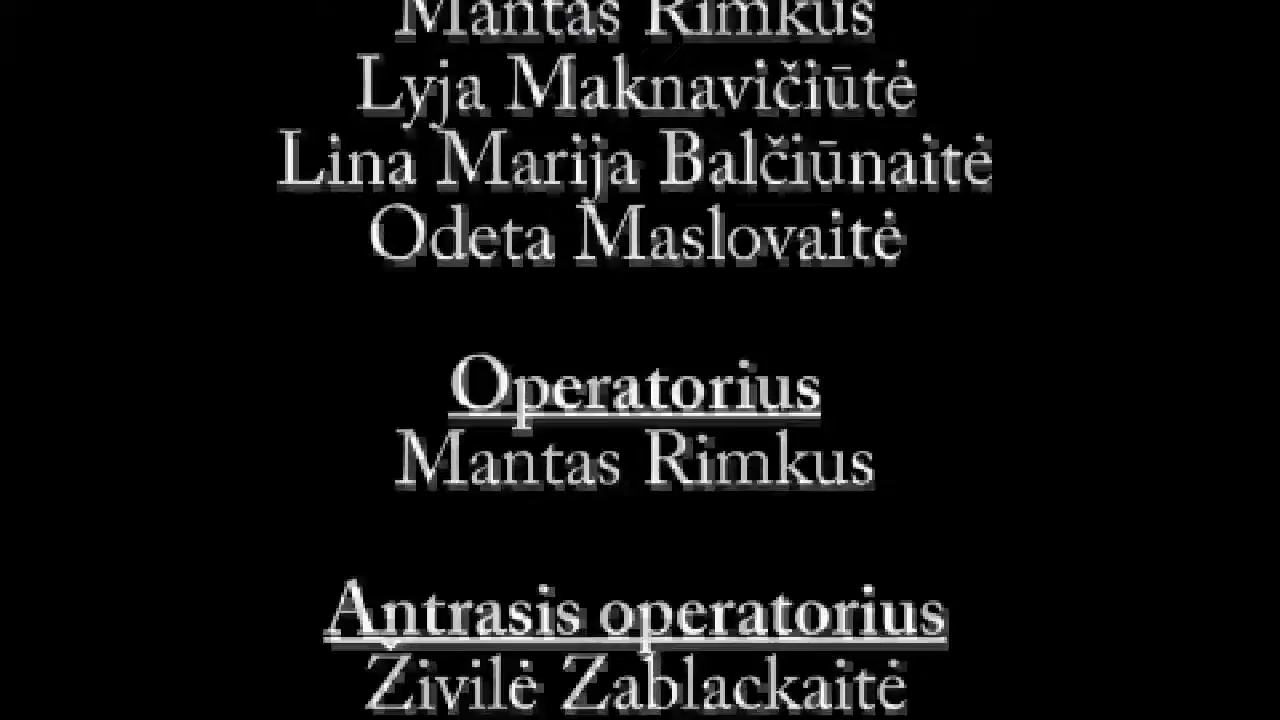 Mantas Rimkus
Lyja Maknavičiūtė
Lina Marija Balčiūnaitė
Odeta Maslovaitė
Operatorius
Mantas Rimkus
Antrasis operatorius
Živilė Zablackaitė